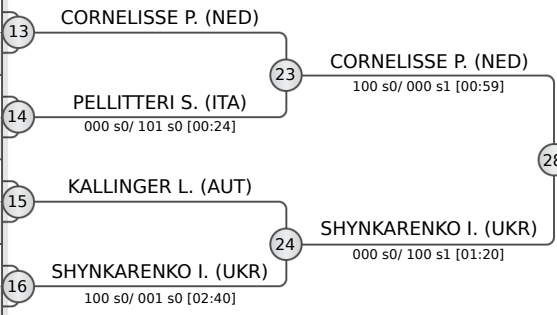 CORNELISSE P. (NED)
13
23
CORNELISSE P. (NED)
100 s0/ 000 s1 [00:59]
PELLITTERI S. (ITA)
14
000 s0/ 101 s0 [00:24]
28
KALLINGER L. (AUT)
15
24
SHYNKARENKO I. (UKR)
000 s0/ 100 s1 [01:20]
SHYNKARENKO I. (UKR)
16
100 s0/ 001 s0 [02:40]